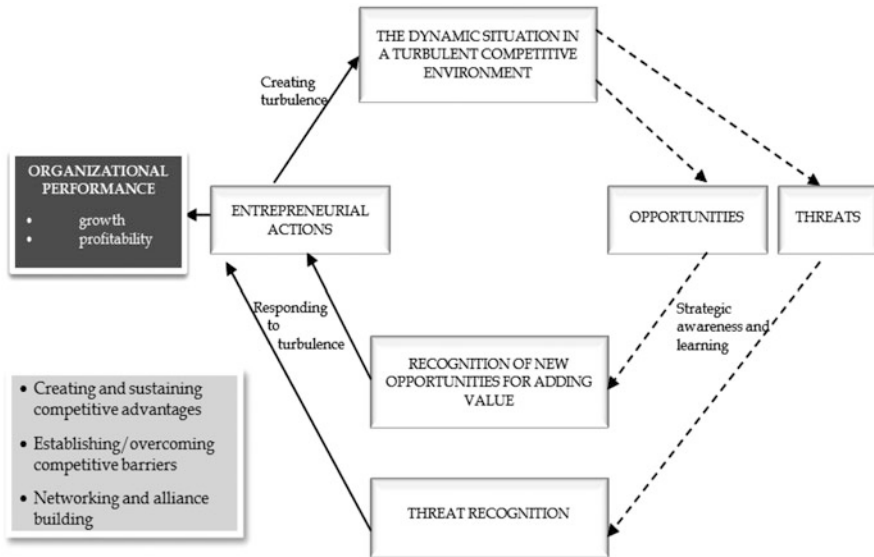 THE DYNAMIC SITUATION IN
A TURBULENT COMPETITIVE
ENVIRONMENT
Creating
turbulence
ORGANIZATIONAL
PERFORMANCE
• growth
• profitability
ENTREPRENEURIAL
ACTIONS
OPPORTUNITIES
THREATS
Responding
to
turbulence
Strategic
awareness and
learning
RECOGNITION OF NEW
OPPORTUNITIES FOR ADDING
VALUE
• Creating and sustaining
competitive advantages
• Establishing/overcoming
competitive barriers
• Networking and alliance
building
THREAT RECOGNITION